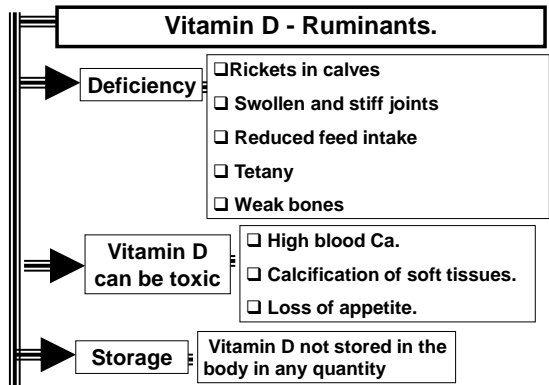 Vitamin D - Ruminants.
Deficiency
❑Rickets in calves
❑ Swollen and stiff joints
❑ Reduced feed intake
❑ Tetany
❑ Weak bones
Vitamin D
can be toxic
❑ High blood Ca.
❑ Calcification of soft tissues.
❑ Loss of appetite.
Storage
Vitamin D not stored in the
body in any quantity